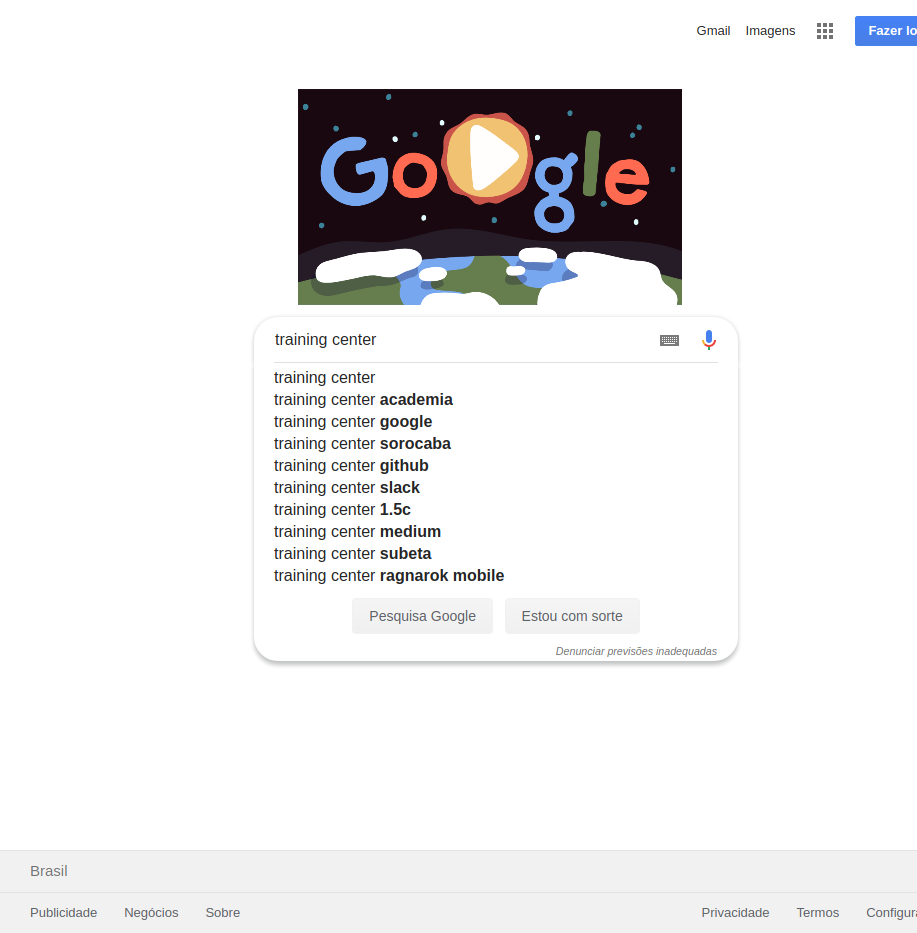 Gmail Imagens Fazer lo
Google
training center
training center
training center academia
training center google
training center sorocaba
training center github
training center slack
training center 1.5c
training center medium
training center subeta
training center ragnarok mobile
Pesquisa Google Estou com sorte
Denunciar previsões inadequadas
Brasil
Publicidade Negócios Sobre Privacidade Termos Configura